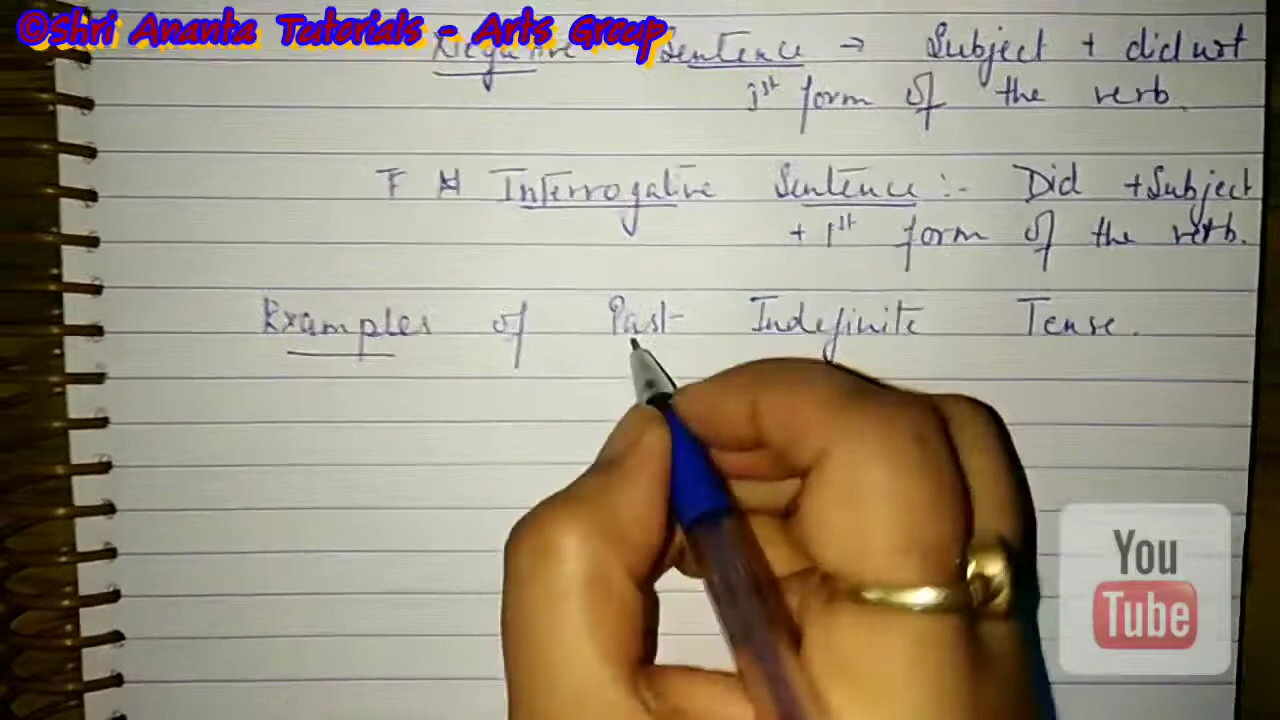 ©Shri Ananta Tutorials - Arts Group
Negative Sentence → Subject + did not
1st form of the verb.
Interrogative Sentence :- Did + Subject
+ 1st form of the verb.
Examples of Past Indefinite Tense.
You
Tube